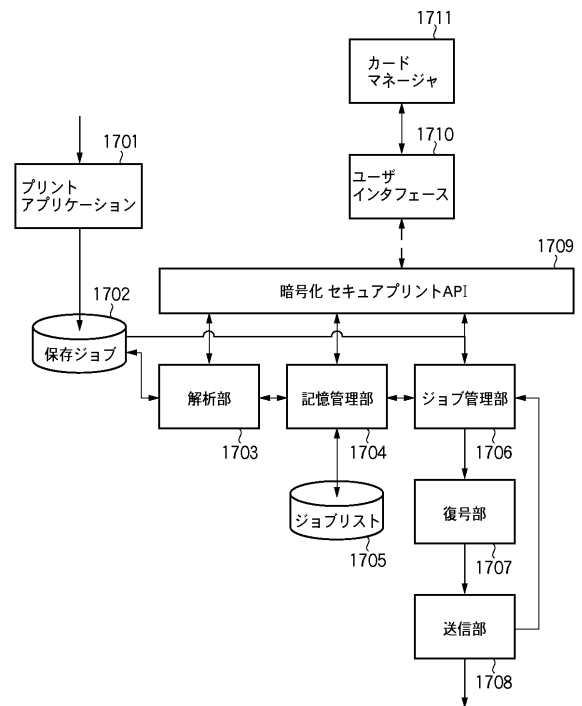 1711
カード
マネージャ
1710
ユーザ
インタフェース
1701
プリント
アプリケーション
1709
暗号化 セキュアプリントAPI
1702
保存ジョブ
解析部
1703
記憶管理部
1704
ジョブ管理部
1706
ジョブリスト
1705
復号部
1707
送信部
1708